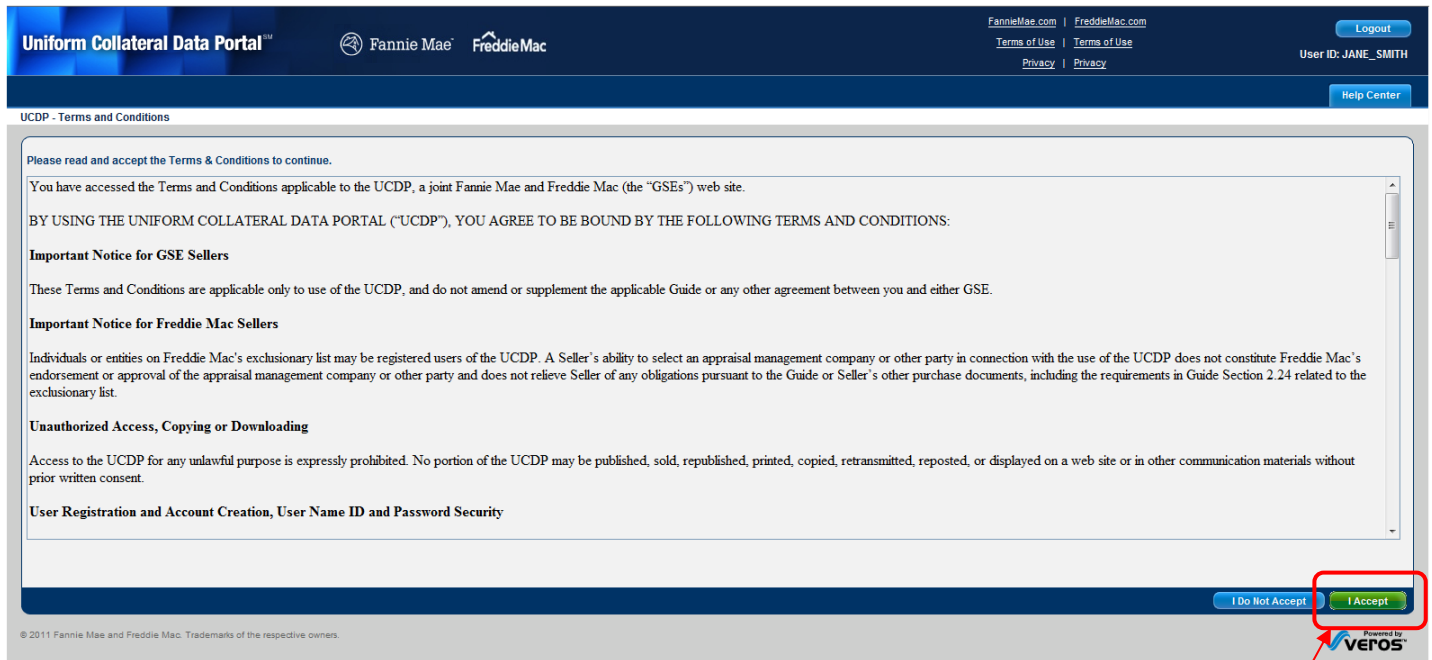 Uniform Collateral Data Portal℠
Fannie Mae
FreddieMac
FannieMae.com | FreddieMac.com
Terms of Use | Terms of Use
Privacy | Privacy
Logout
User ID: JANE_SMITH
Help Center
UCDP - Terms and Conditions
Please read and accept the Terms & Conditions to continue.
You have accessed the Terms and Conditions applicable to the UCDP, a joint Fannie Mae and Freddie Mac (the “GSEs”) web site.
BY USING THE UNIFORM COLLATERAL DATA PORTAL (“UCDP”), YOU AGREE TO BE BOUND BY THE FOLLOWING TERMS AND CONDITIONS:
Important Notice for GSE Sellers
These Terms and Conditions are applicable only to use of the UCDP, and do not amend or supplement the applicable Guide or any other agreement between you and either GSE.
Important Notice for Freddie Mac Sellers
Individuals or entities on Freddie Mac's exclusionary list may be registered users of the UCDP. A Seller’s ability to select an appraisal management company or other party in connection with the use of the UCDP does not constitute Freddie Mac’s
endorsement or approval of the appraisal management company or other party and does not relieve Seller of any obligations pursuant to the Guide or Seller’s other purchase documents, including the requirements in Guide Section 2.24 related to the
exclusionary list.
Unauthorized Access, Copying or Downloading
Access to the UCDP for any unlawful purpose is expressly prohibited. No portion of the UCDP may be published, sold, republished, printed, copied, retransmitted, reposted, or displayed on a web site or in other communication materials without
prior written consent.
User Registration and Account Creation, User Name ID and Password Security
I Do Not Accept
I Accept
© 2011 Fannie Mae and Freddie Mac. Trademarks of the respective owners.
Powered by
veros™